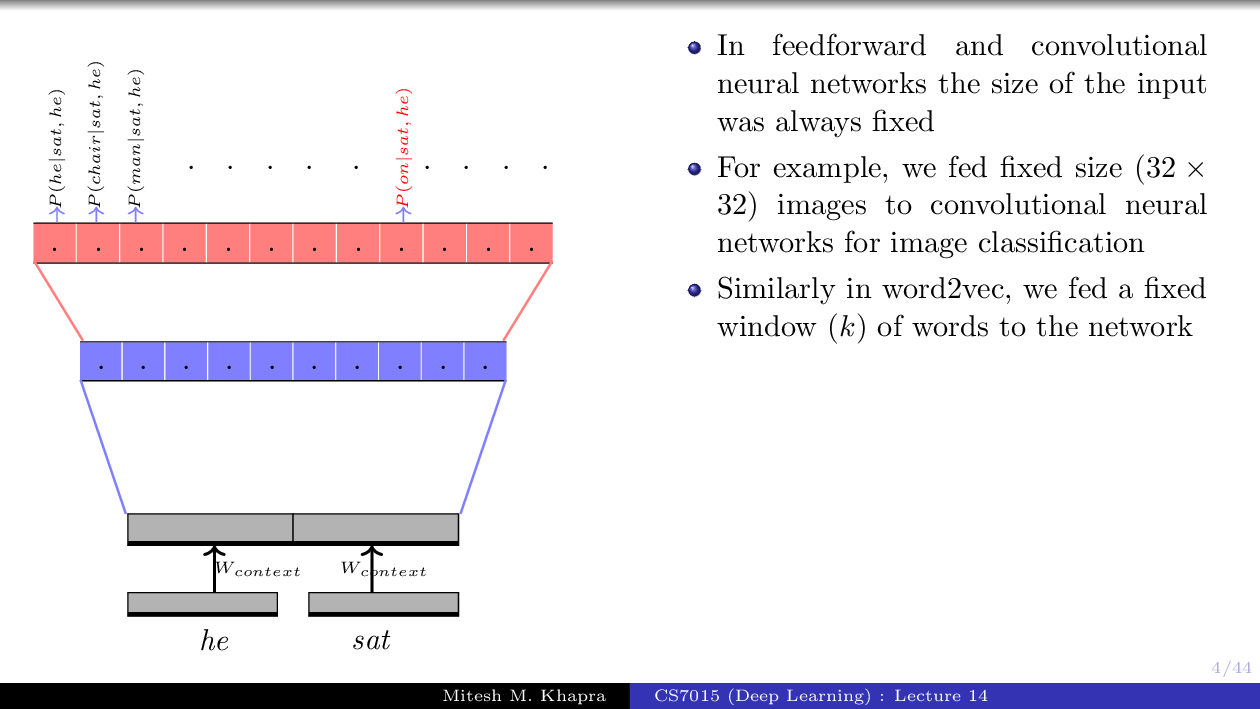 P(he|sat, he)
P(chair|sat, he)
P(man|sat, he)
. . . . .
P(on|sat, he)
. . . .
. . . . . . . . . . . .
. . . . . . . . . .
W_context
W_context
he
sat
In feedforward and convolutional
neural networks the size of the input
was always fixed
For example, we fed fixed size (32 ×
32) images to convolutional neural
networks for image classification
Similarly in word2vec, we fed a fixed
window (k) of words to the network
4/44
Mitesh M. Khapra
CS7015 (Deep Learning) : Lecture 14